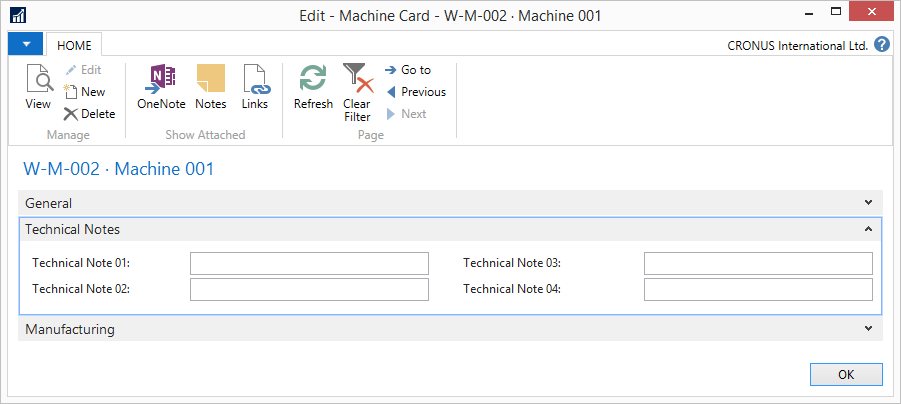 Edit - Machine Card - W-M-002 · Machine 001
HOME
CRONUS International Ltd.
View
Edit
New
Delete
Manage
OneNote
Notes
Links
Show Attached
Refresh
Clear
Filter
Go to
Previous
Next
Page
W-M-002 · Machine 001
General
Technical Notes
Technical Note 01:
Technical Note 03:
Technical Note 02:
Technical Note 04:
Manufacturing
OK